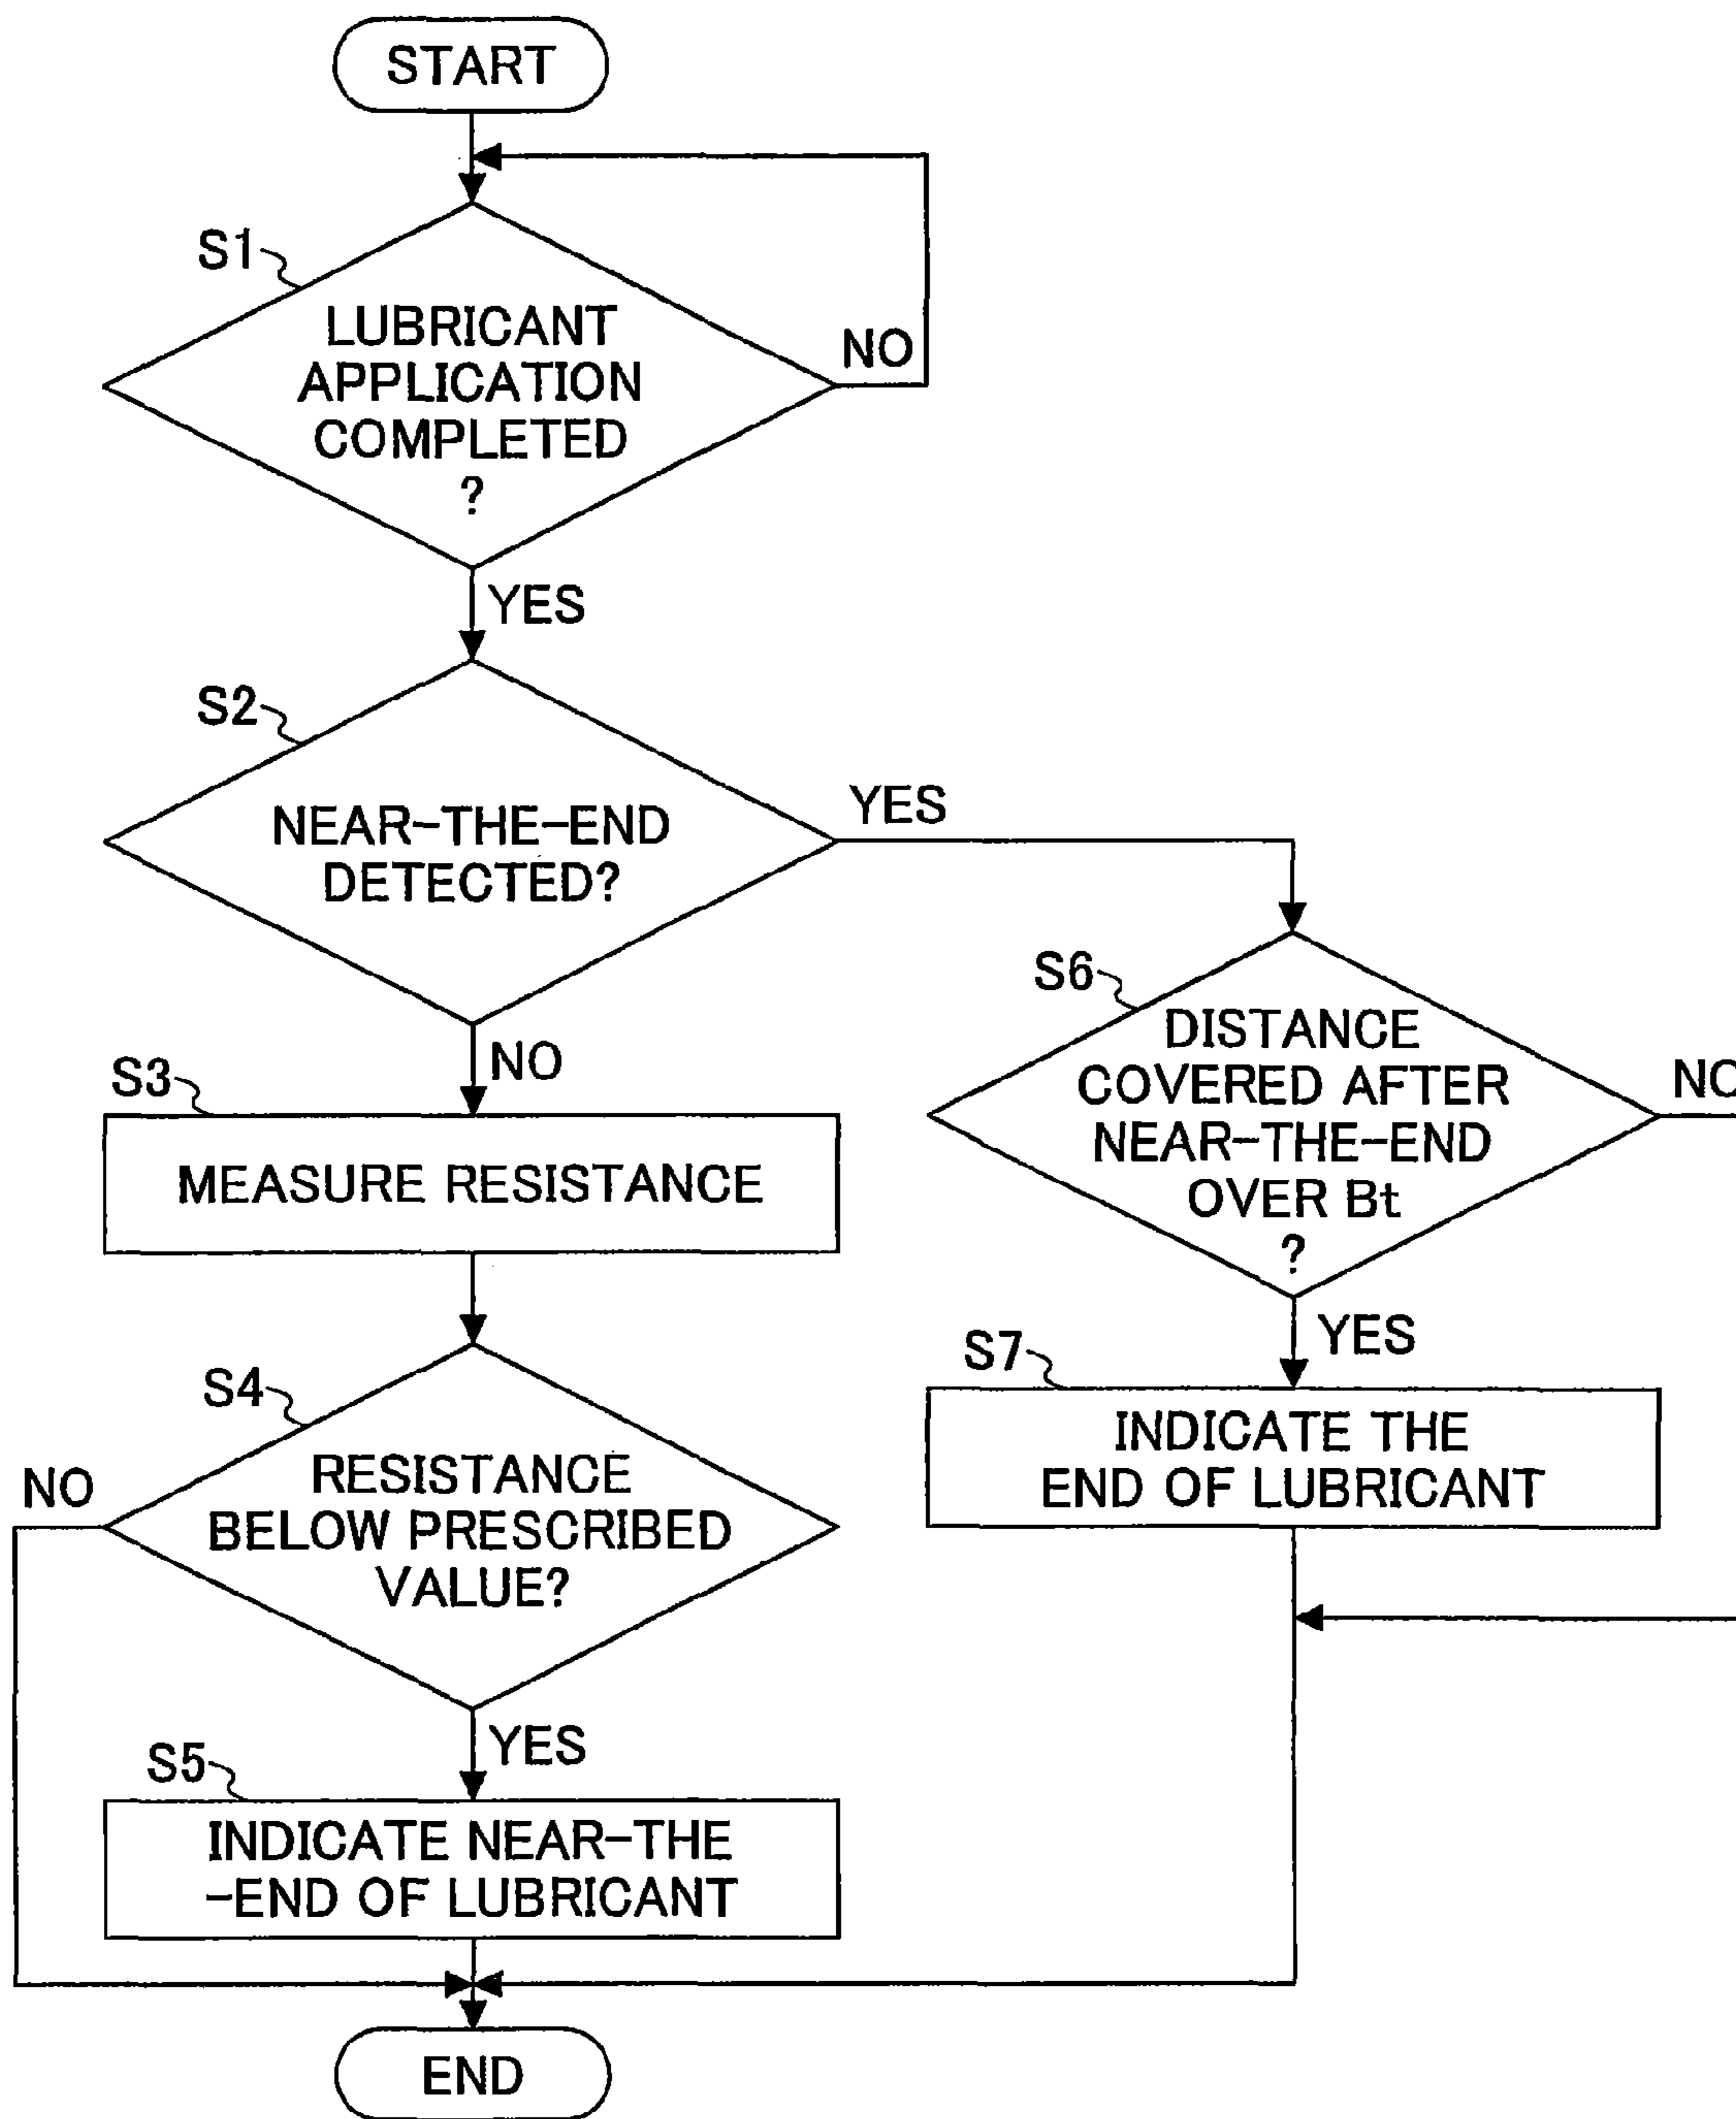 START
S1
LUBRICANT
APPLICATION
COMPLETED
?
NO
YES
S2
NEAR-THE-END
DETECTED?
YES
NO
S3
MEASURE RESISTANCE
S4
RESISTANCE
BELOW PRESCRIBED
VALUE?
NO
YES
S5
INDICATE NEAR-THE
-END OF LUBRICANT
S6
DISTANCE
COVERED AFTER
NEAR-THE-END
OVER Bt
?
NO
YES
S7
INDICATE THE
END OF LUBRICANT
END